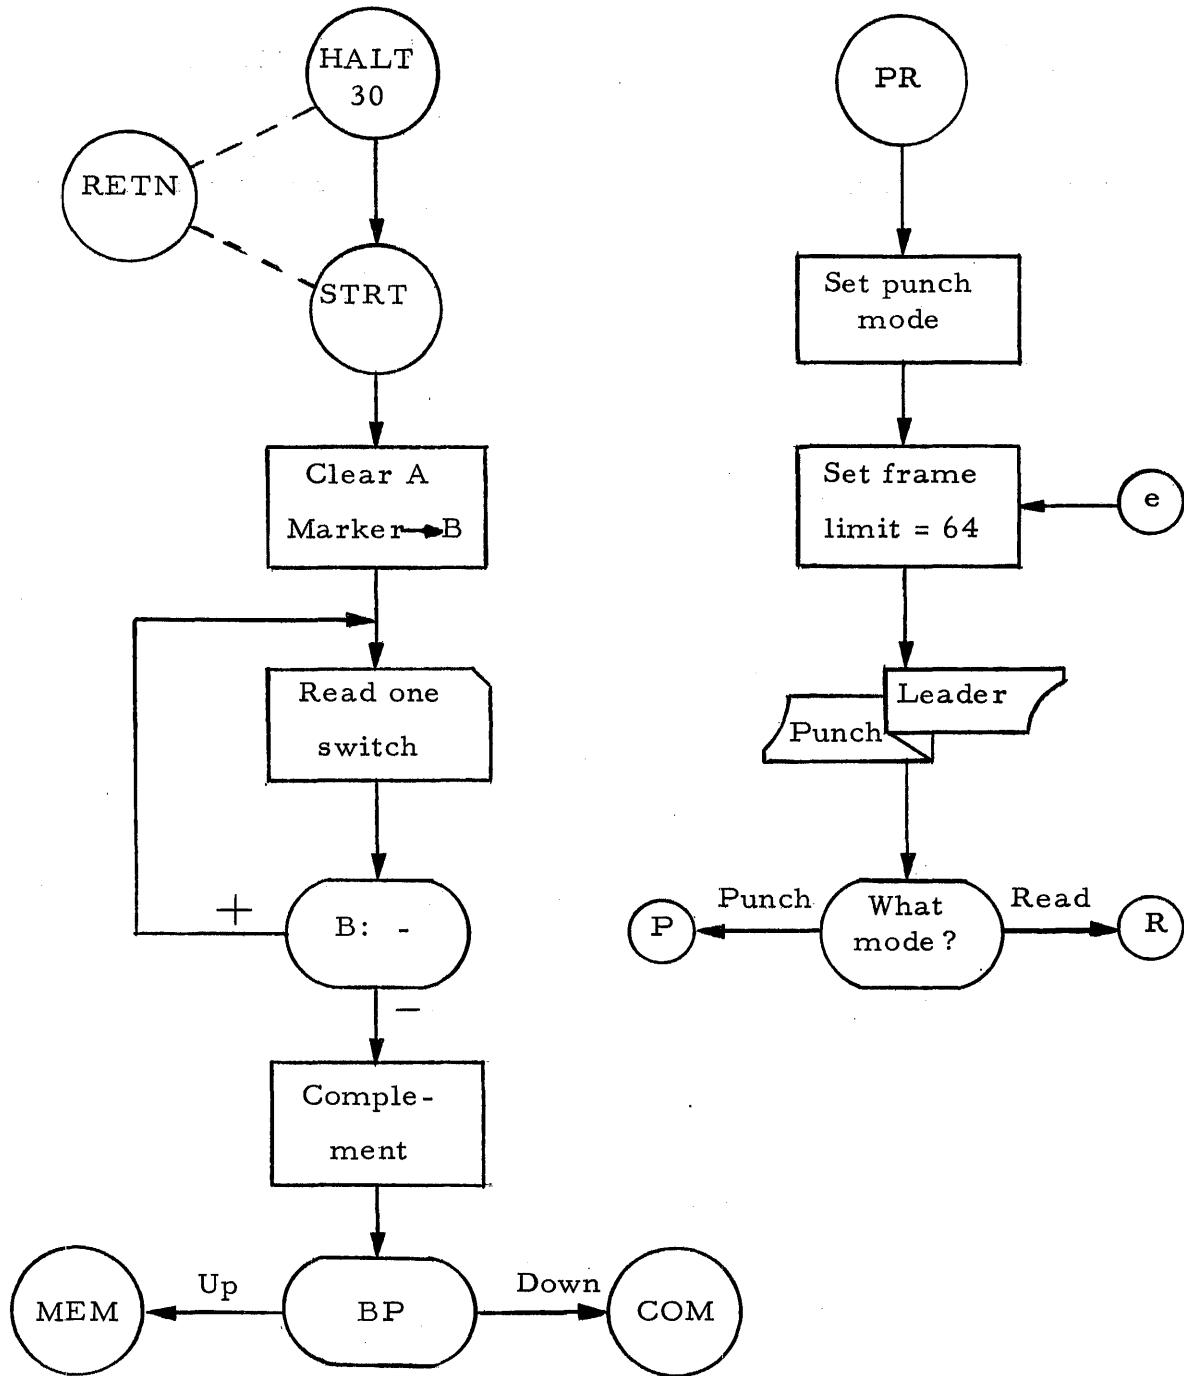 HALT
30
RETN
STRT
Clear A
Marker→B
Read one
switch
+
B: -
−
Comple-
ment
Up
BP
Down
MEM
COM
PR
Set punch
mode
Set frame
limit = 64
e
Leader
Punch
Punch
What
mode ?
Read
P
R